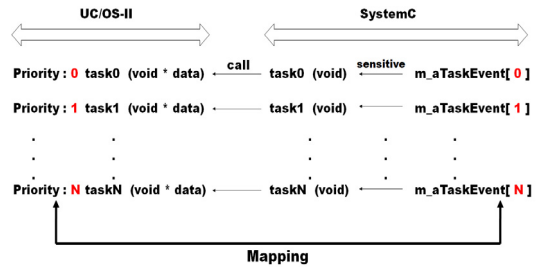 UC/OS-II SystemC
Priority : 0 task0 (void * data) call task0 (void) sensitive m_aTaskEvent[ 0 ]
Priority : 1 task1 (void * data) task1 (void) m_aTaskEvent[ 1 ]
. . . . .
. . . . .
. . . . .
Priority : N taskN (void * data) taskN (void) m_aTaskEvent[ N ]
Mapping